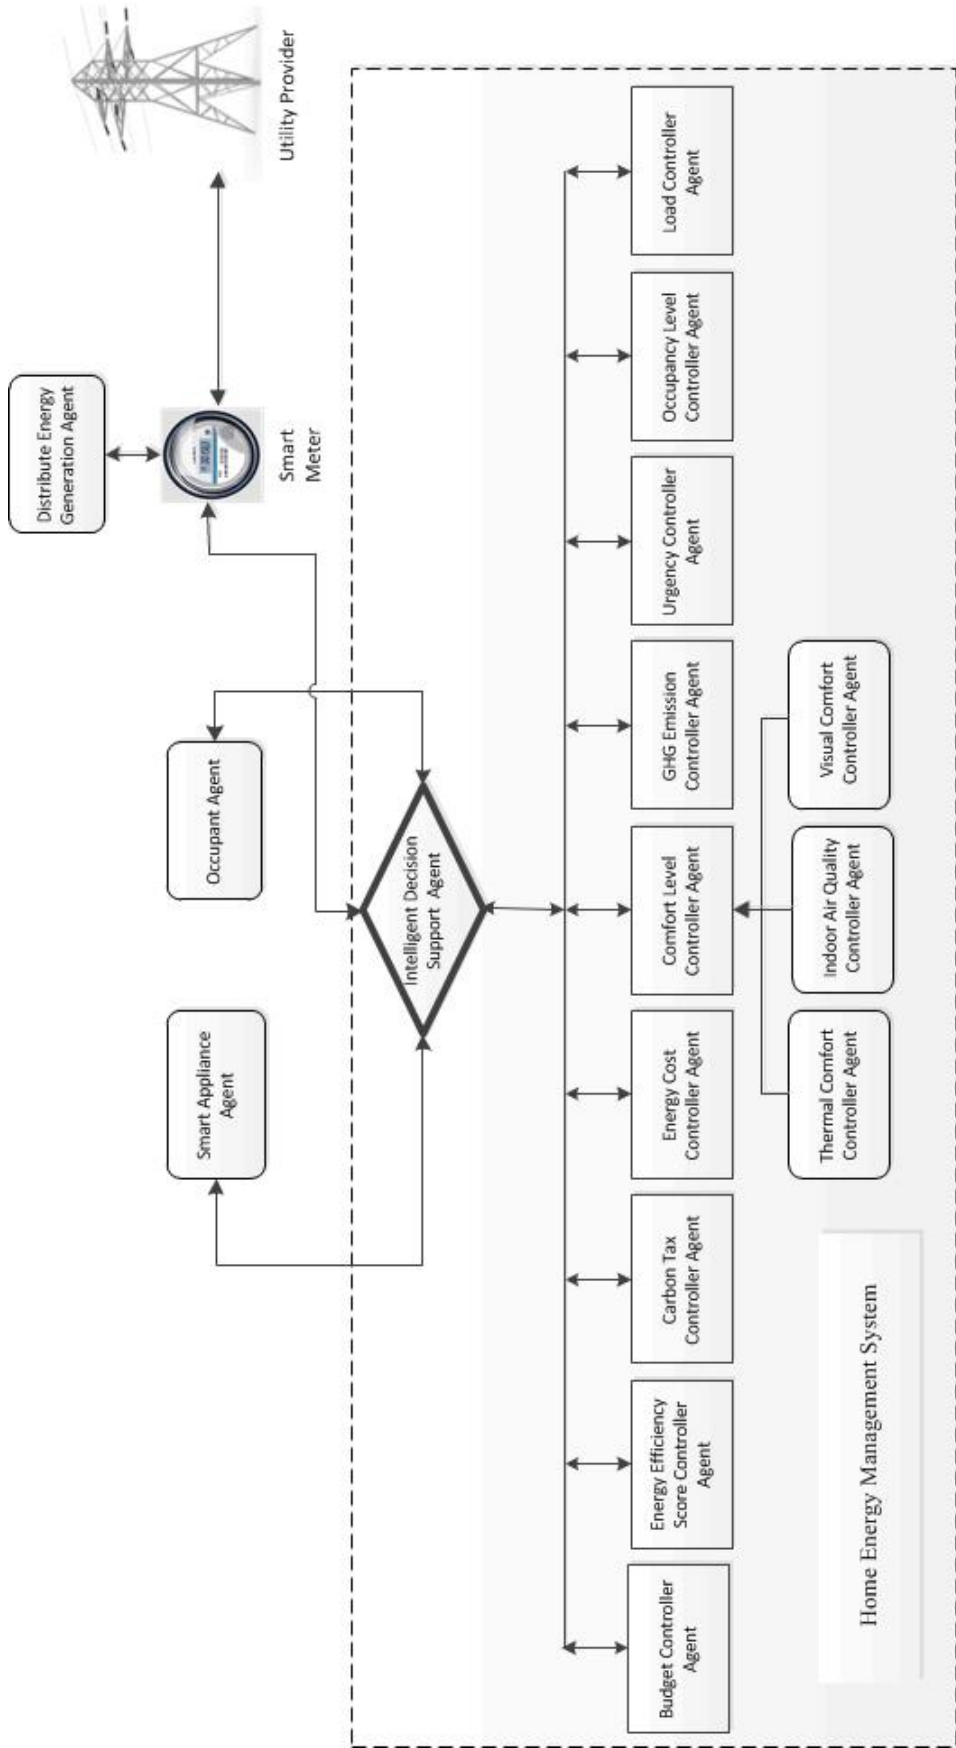 Utility Provider
Distribute Energy
Generation Agent
Smart
Meter
Occupant Agent
Smart Appliance
Agent
Intelligent Decision
Support Agent
Budget Controller
Agent
Energy Efficiency
Score Controller
Agent
Carbon Tax
Controller Agent
Energy Cost
Controller Agent
Comfort Level
Controller Agent
GHG Emission
Controller Agent
Urgency Controller
Agent
Occupancy Level
Controller Agent
Load Controller
Agent
Thermal Comfort
Controller Agent
Indoor Air Quality
Controller Agent
Visual Comfort
Controller Agent
Home Energy Management System